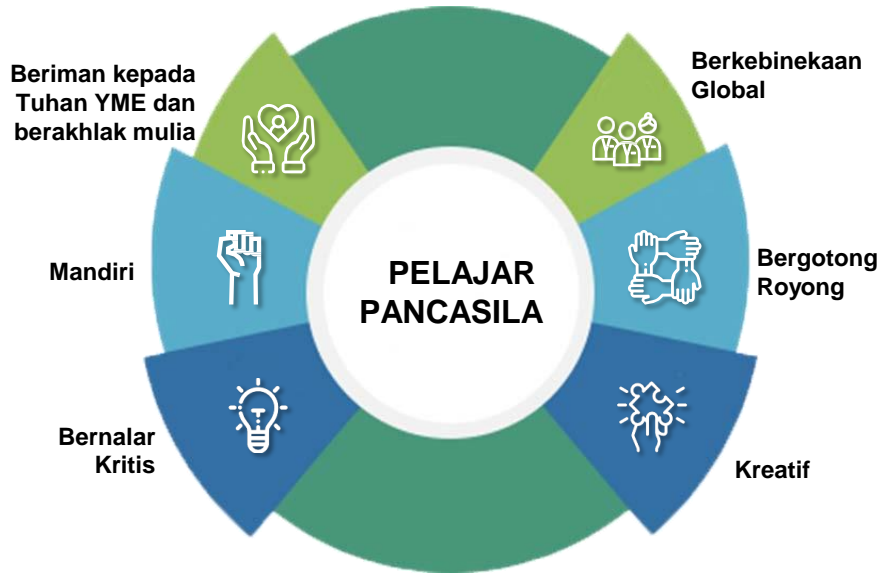 Beriman kepada
Tuhan YME dan
berakhlak mulia
Berkebinekaan
Global
Mandiri
PELAJAR
PANCASILA
Bergotong
Royong
Bernalar
Kritis
Kreatif